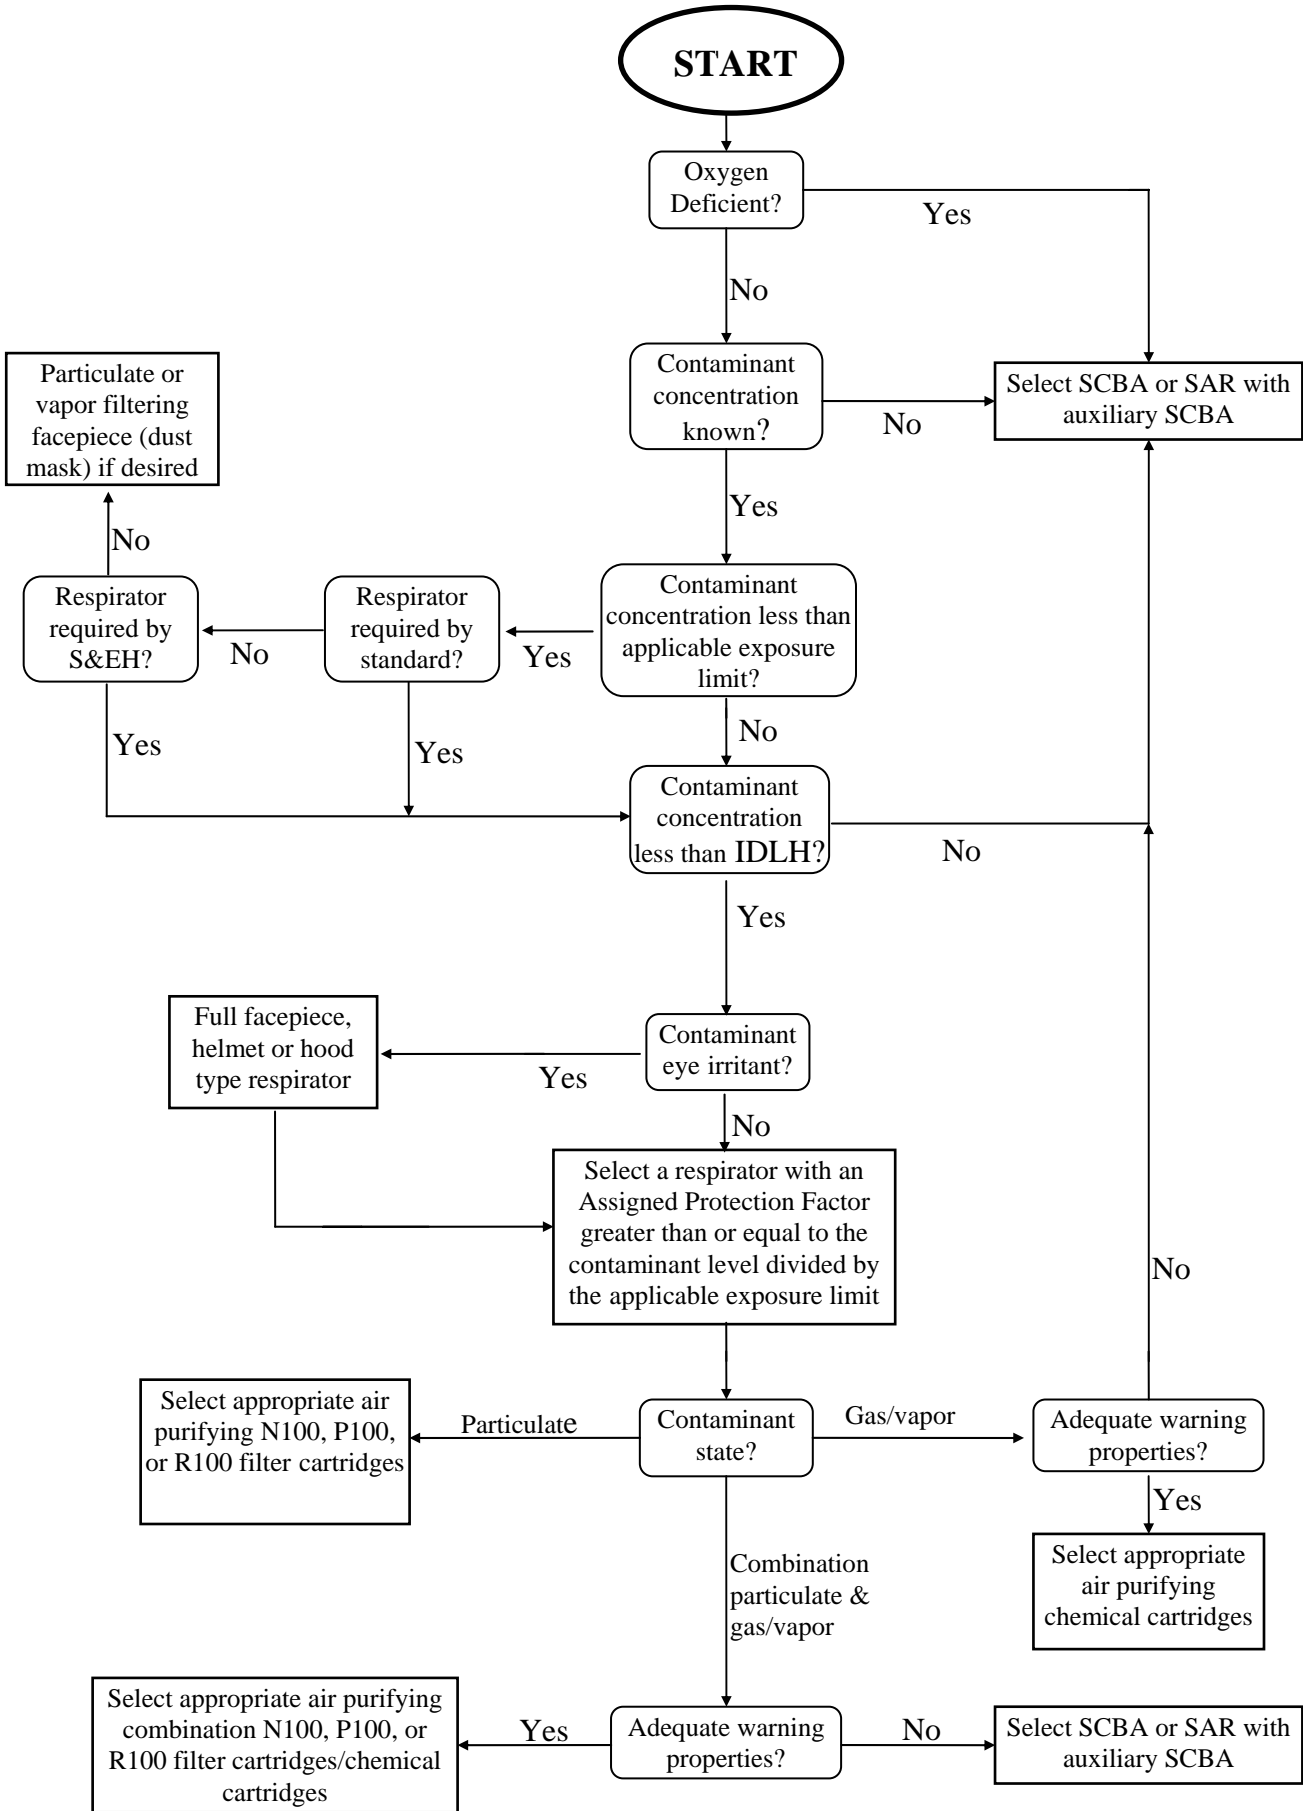 START
Oxygen
Deficient?
Yes
No
Contaminant
concentration
known?
No
Select SCBA or SAR with
auxiliary SCBA
Particulate or
vapor filtering
facepiece (dust
mask) if desired
Yes
No
Respirator
required by
S&EH?
No
Respirator
required by
standard?
Yes
Contaminant
concentration less than
applicable exposure
limit?
Yes
Yes
No
Contaminant
concentration
less than IDLH?
No
Yes
Full facepiece,
helmet or hood
type respirator
Yes
Contaminant
eye irritant?
No
Select a respirator with an
Assigned Protection Factor
greater than or equal to the
contaminant level divided by
the applicable exposure limit
No
Select appropriate air
purifying N100, P100,
or R100 filter cartridges
Particulate
Contaminant
state?
Gas/vapor
Adequate warning
properties?
Yes
Select appropriate
air purifying
chemical cartridges
Combination
particulate &
gas/vapor
Select appropriate air purifying
combination N100, P100, or
R100 filter cartridges/chemical
cartridges
Yes
Adequate warning
properties?
No
Select SCBA or SAR with
auxiliary SCBA